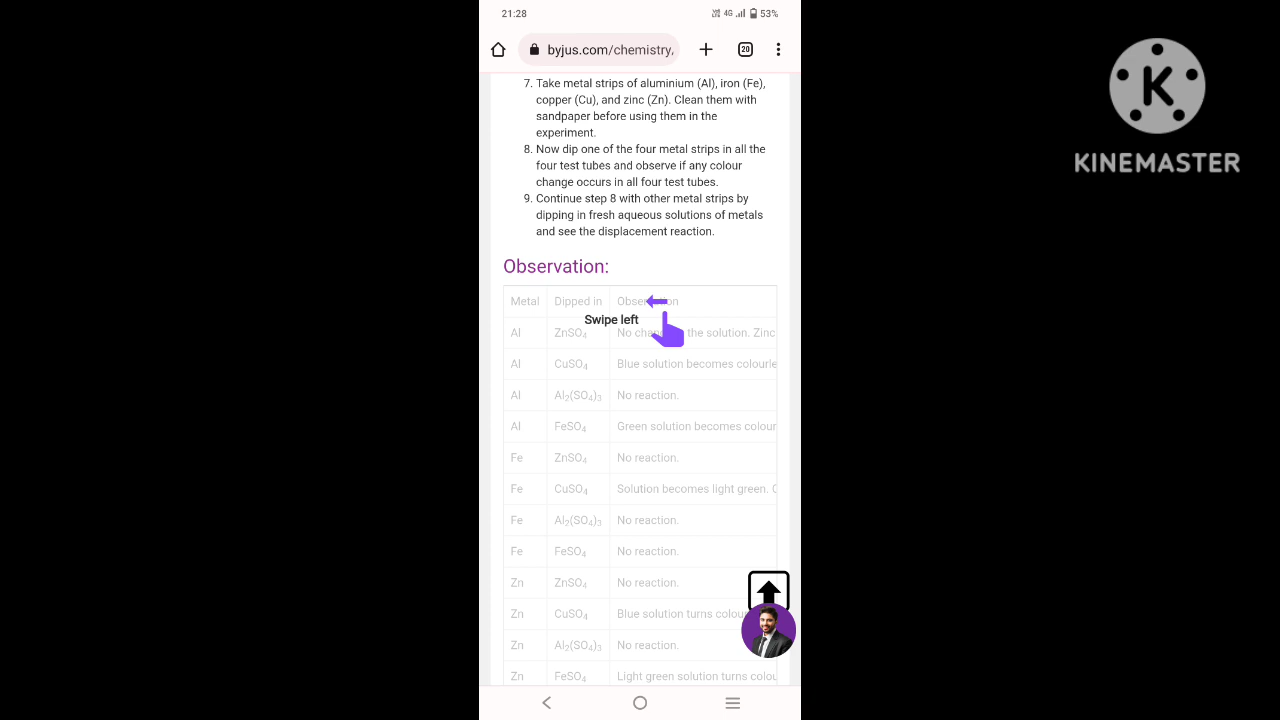 21:28
4G
53%
byjus.com/chemistry,
20
7. Take metal strips of aluminium (Al), iron (Fe),
copper (Cu), and zinc (Zn). Clean them with
sandpaper before using them in the
experiment.
8. Now dip one of the four metal strips in all the
four test tubes and observe if any colour
change occurs in all four test tubes.
9. Continue step 8 with other metal strips by
dipping in fresh aqueous solutions of metals
and see the displacement reaction.
Observation:
Metal Dipped in
Swipe left
Al ZnSO₄ No the solution. Zinc
Al CuSO₄ Blue solution becomes
Al Al₂(SO₄)₃ No reaction.
Al FeSO₄ Green solution becomes
Fe ZnSO₄ No reaction.
Fe CuSO₄ Solution becomes light green.
Fe Al₂(SO₄)₃ No reaction.
Fe FeSO₄ No reaction.
Zn ZnSO₄ No reaction.
Zn CuSO₄ Blue solution turns
Zn Al₂(SO₄)₃ No reaction.
Zn FeSO₄ Light green solution turns
K
KINEMASTER